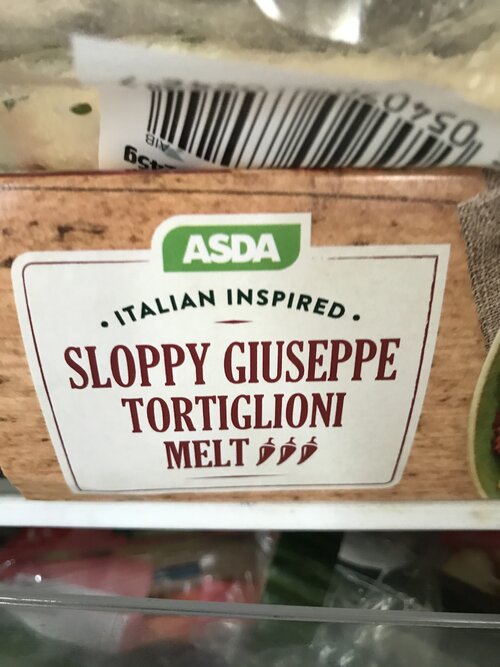 ASDA
• ITALIAN INSPIRED •
SLOPPY GIUSEPPE
TORTIGLIONI
MELT